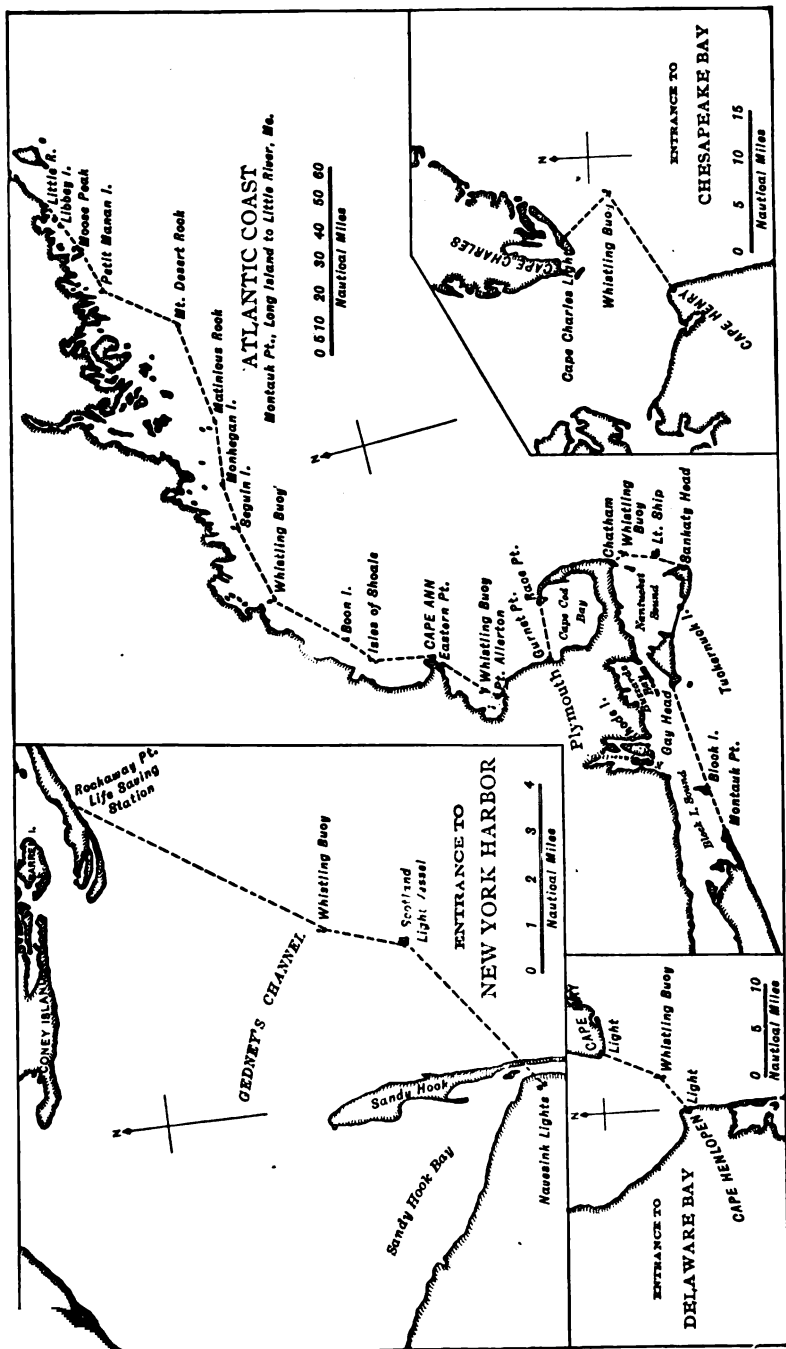 ATLANTIC COAST
Montauk Pt., Long Island to Little River, Me.
0 5 10 20 30 40 50 60
Nautical Miles
N
Little R.
Libbey I.
Moose Peak
Petit Manan I.
Mt. Desert Rock
Matinicus Rock
Monhegan I.
Seguin I.
Whistling Buoy
Boon I.
Isles of Shoals
CAPE ANN
Eastern Pt.
Whistling Buoy
Pt. Allerton
Gurnet Pt.
Race Pt.
Cape Cod
Bay
Plymouth
Chatham
Whistling
Buoy
Lt. Ship
Sankaty Head
Nantucket
Sound
Tuckernuck I.
Gay Head
Block I.
Montauk Pt.
Block I. Sound
ENTRANCE TO
NEW YORK HARBOR
0 1 2 3 4
Nautical Miles
N
CONEY ISLAND
BARREN I.
Rockaway Pt.
Life Saving
Station
Whistling Buoy
GEDNEY'S CHANNEL
Scotland
Light Vessel
Sandy Hook
Sandy Hook Bay
Navesink Lights
ENTRANCE TO
DELAWARE BAY
0 5 10
Nautical Miles
N
CAPE MAY
Light
Whistling Buoy
Light
CAPE HENLOPEN
ENTRANCE TO
CHESAPEAKE BAY
0 5 10 15
Nautical Miles
N
CAPE CHARLES
Cape Charles Light
Whistling Buoy
CAPE HENRY